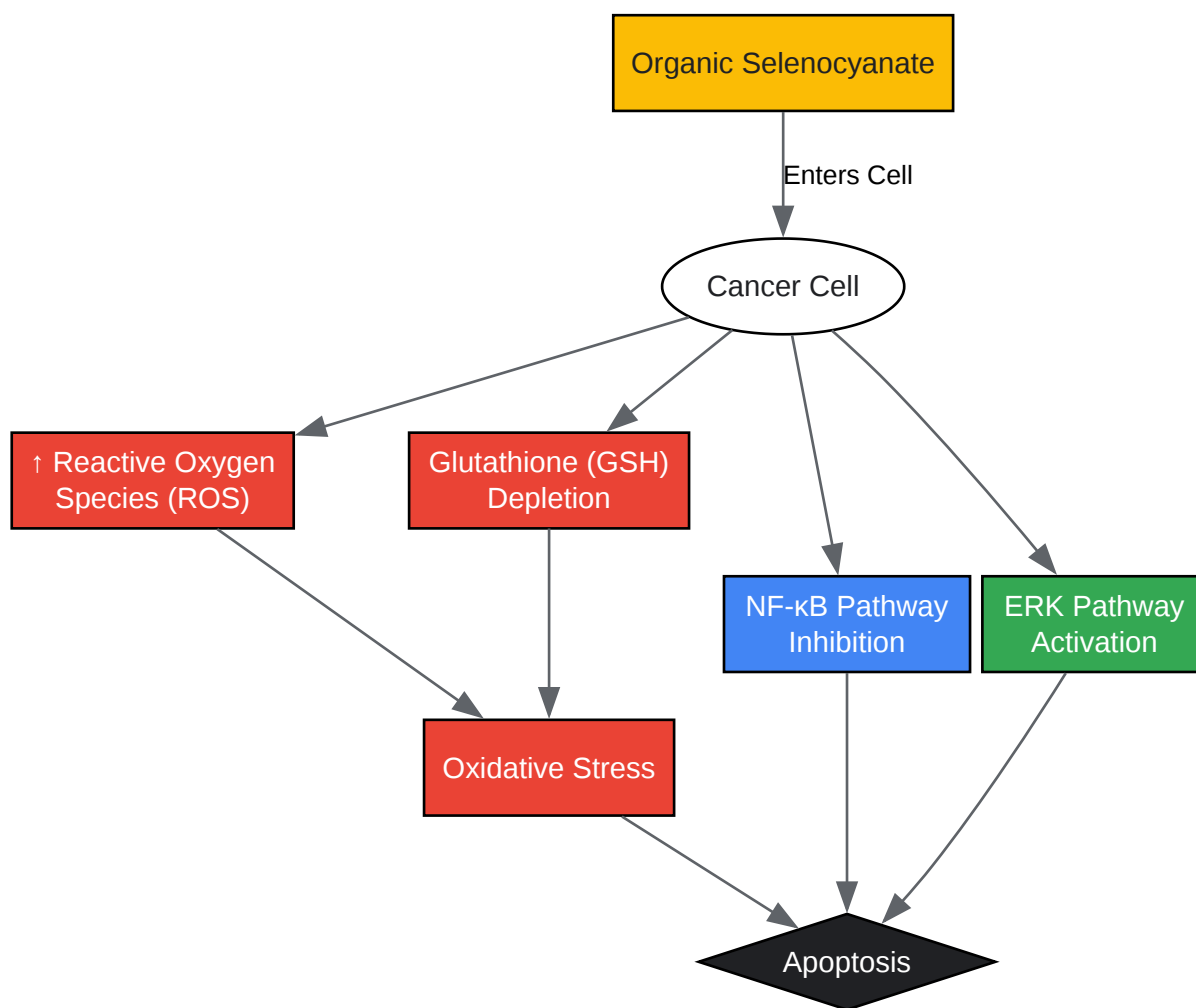 Organic Selenocyanate
Enters Cell
Cancer Cell
↑ Reactive Oxygen
Species (ROS)
Glutathione (GSH)
Depletion
NF-κB Pathway
Inhibition
ERK Pathway
Activation
Oxidative Stress
Apoptosis